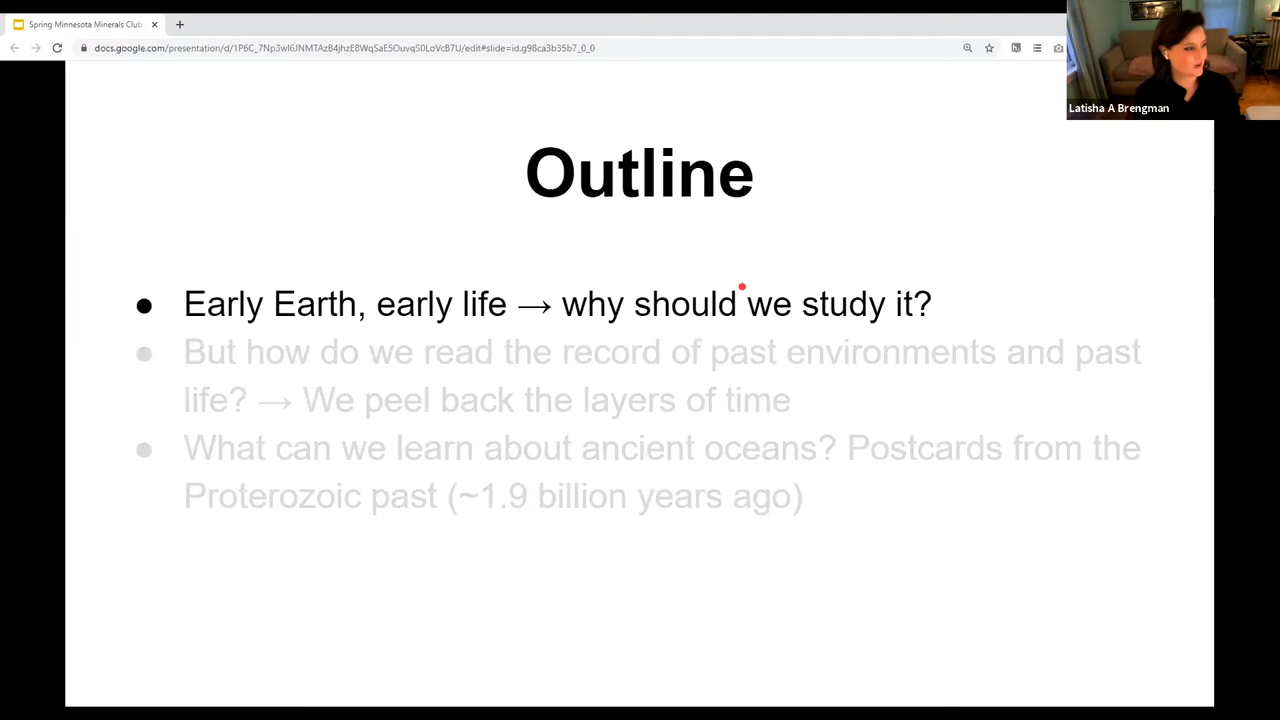 Spring Minnesota Minerals Club
docs.google.com/presentation/d/1P6C_7Np3wI6JNMTAzB4jhzE8WqSaE5OuvqS0LoVcB7U/edit#slide=id.g98ca3b35b7_0_0
Latisha A Brengman
Outline
● Early Earth, early life → why should we study it?
● But how do we read the record of past environments and past
life? → We peel back the layers of time
● What can we learn about ancient oceans? Postcards from the
Proterozoic past (~1.9 billion years ago)